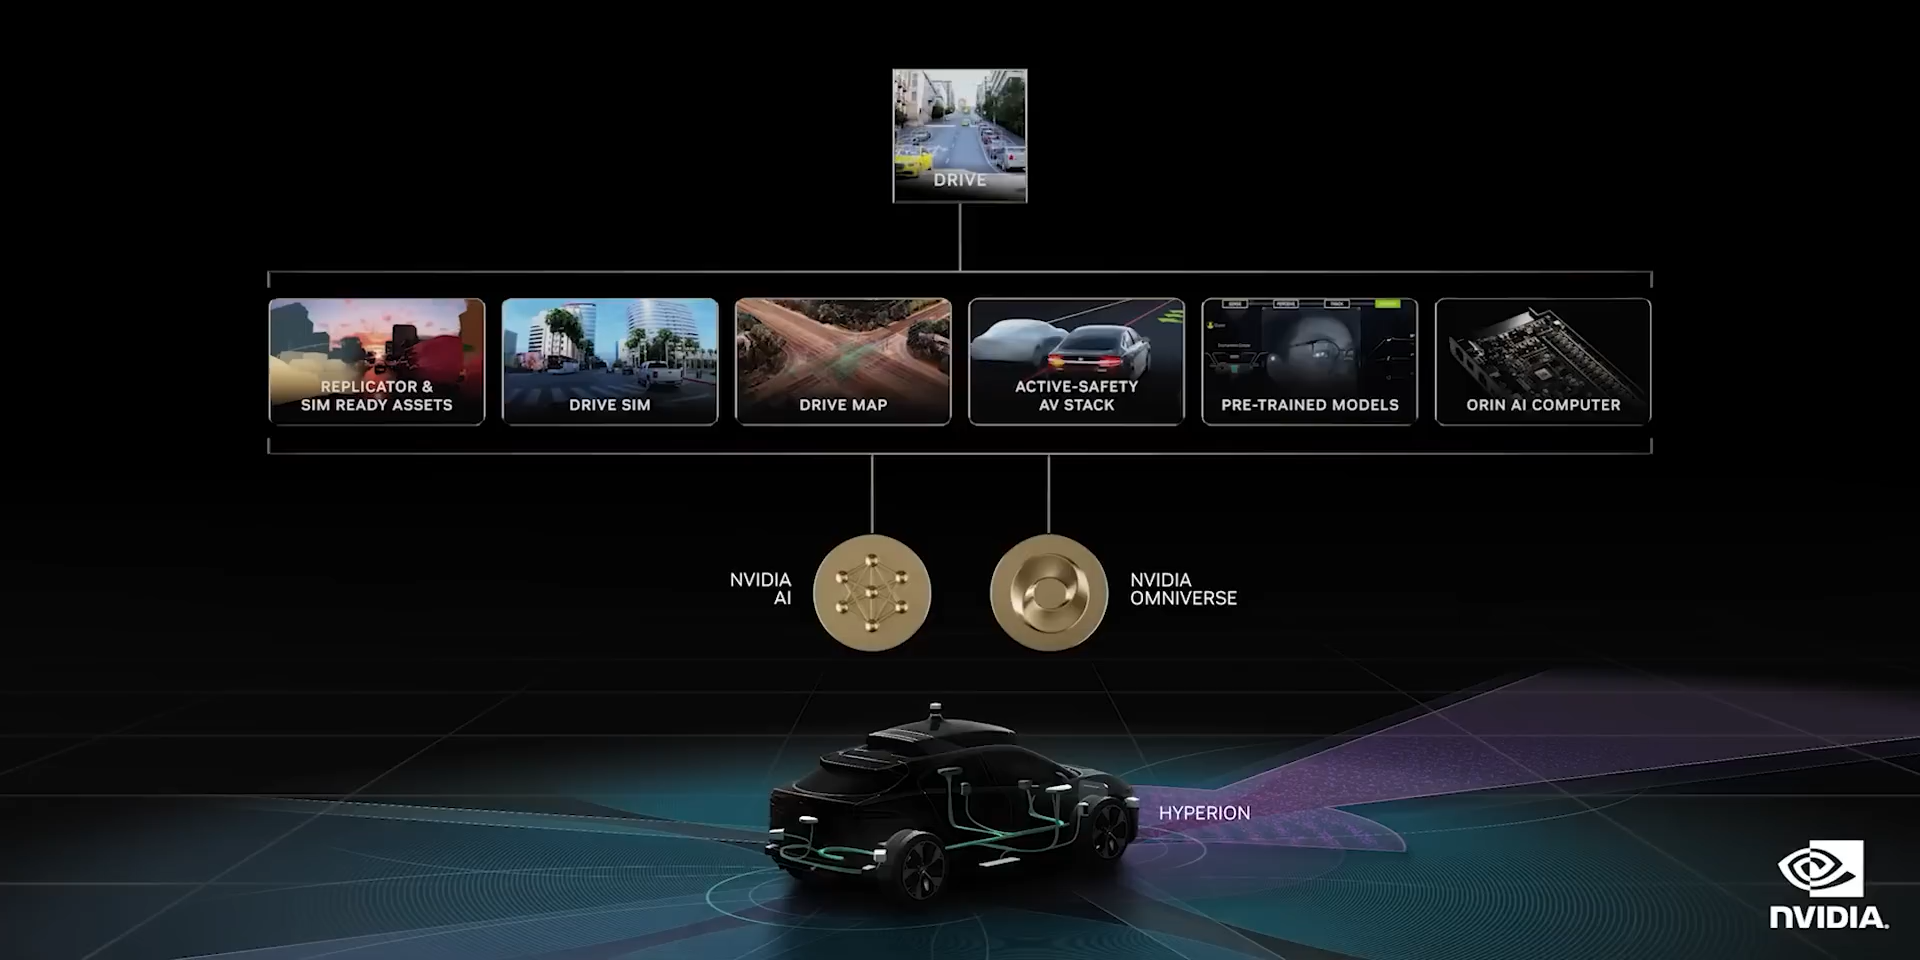 DRIVE
REPLICATOR &
SIM READY ASSETS
DRIVE SIM
DRIVE MAP
ACTIVE-SAFETY
AV STACK
PRE-TRAINED MODELS
ORIN AI COMPUTER
NVIDIA
AI
NVIDIA
OMNIVERSE
HYPERION
NVIDIA.